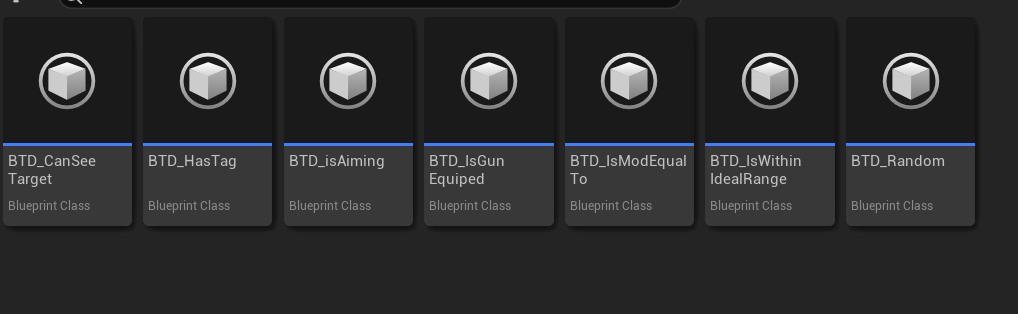 BTD_CanSee
Target
Blueprint Class
BTD_HasTag
Blueprint Class
BTD_isAiming
Blueprint Class
BTD_IsGun
Equiped
Blueprint Class
BTD_IsModEqual
To
Blueprint Class
BTD_IsWithin
IdealRange
Blueprint Class
BTD_Random
Blueprint Class